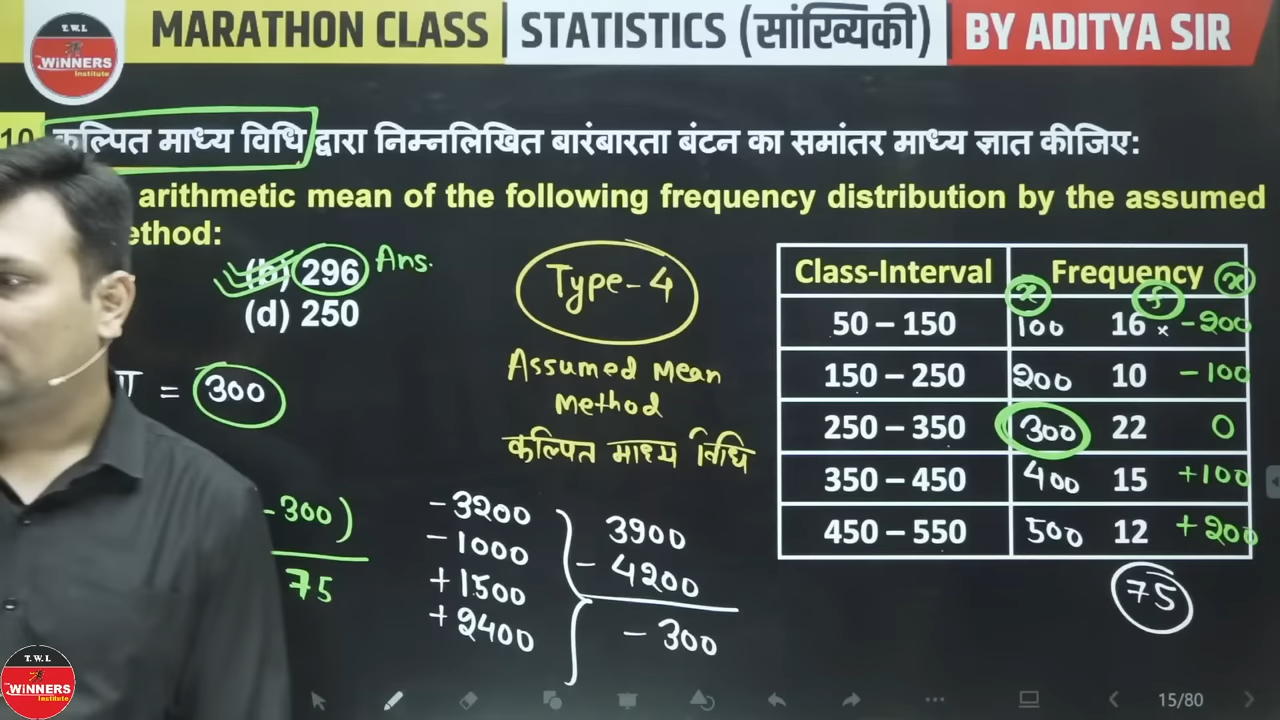 T.W.I.
WiNNERS
Institute
MARATHON CLASS STATISTICS (सांख्यिकी) BY ADITYA SIR
10 कल्पित माध्य विधि द्वारा निम्नलिखित बारंबारता बंटन का समांतर माध्य ज्ञात कीजिए:
arithmetic mean of the following frequency distribution by the assumed
ethod:
(b) 296 Ans.
(d) 250
= 300
-300)
75
Type-4
Assumed Mean
Method
कल्पित माध्य विधि
-3200
-1000
+1500
+2400
3900
- 4200
- 300
Class-Interval Frequency
x f x
50 – 150 100 16 x -200
150 – 250 200 10 -100
250 – 350 300 22 0
350 – 450 400 15 +100
450 – 550 500 12 +200
75
T.W.I.
WiNNERS
Institute
15/80